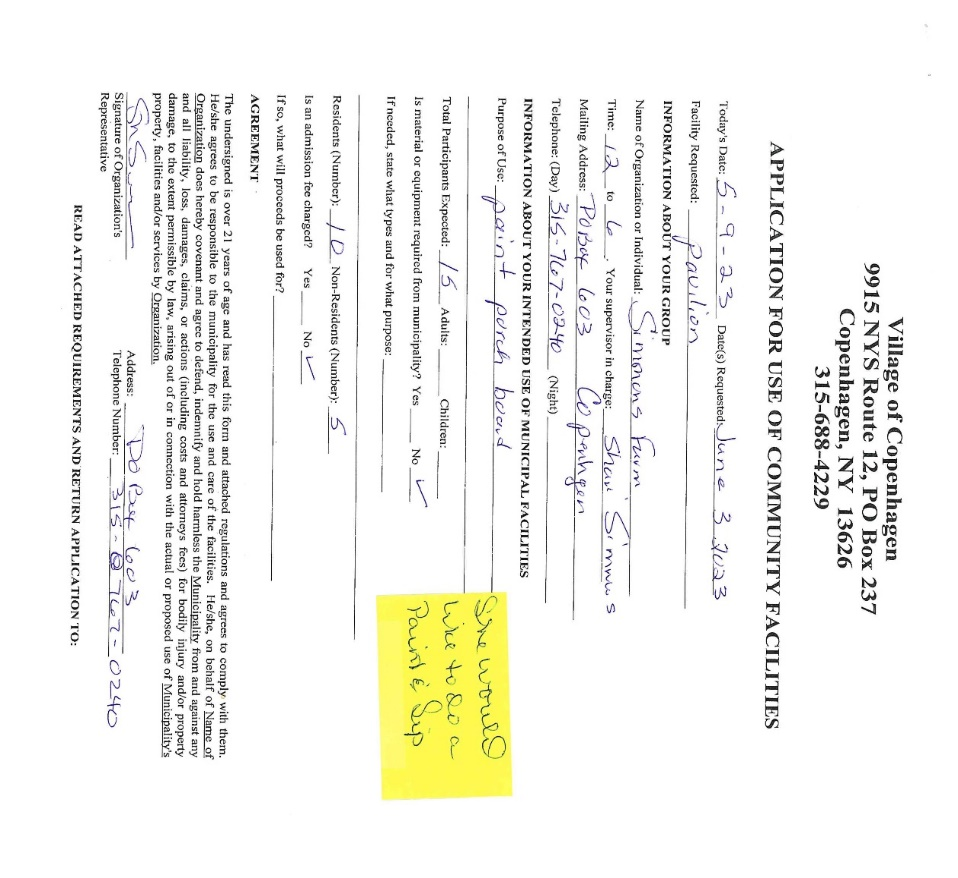 Village of Copenhagen
9915 NYS Route 12, PO Box 237
Copenhagen, NY 13626
315-688-4229
APPLICATION FOR USE OF COMMUNITY FACILITIES
Today's Date: 5-9-23 Date(s) Requested: June 3 2023
Facility Requested: Pavilion
INFORMATION ABOUT YOUR GROUP
Name of Organization or Individual: Simmons Farm
Time: 12 to 6. Your supervisor in charge: Shari Simmns
Mailing Address: PO Box 603 Copenhgen
Telephone: (Day) 315-767-0240 (Night)
INFORMATION ABOUT YOUR INTENDED USE OF MUNICIPAL FACILITIES
Purpose of Use: paint porch board
Total Participants Expected: 15 Adults: Children:
Is material or equipment required from municipality? Yes No ✓
If needed, state what types and for what purpose:
She would
like to do a
Paint & Sip
Residents (Number): 10 Non-Residents (Number): 5
Is an admission fee charged? Yes No ✓
If so, what will proceeds be used for?
AGREEMENT
The undersigned is over 21 years of age and has read this form and attached regulations and agrees to comply with them.
He/she agrees to be responsible to the municipality for the use and care of the facilities. He/she, on behalf of Name of
Organization does hereby covenant and agree to defend, indemnify and hold harmless the Municipality from and against any
and all liability, loss, damages, claims, or actions (including costs and attorneys fees) for bodily injury and/or property
damage, to the extent permissible by law, arising out of or in connection with the actual or proposed use of Municipality's
property, facilities and/or services by Organization.
Address: PO Box 603
Signature of Organization's Telephone Number: 315-767-0240
Representative
READ ATTACHED REQUIREMENTS AND RETURN APPLICATION TO: